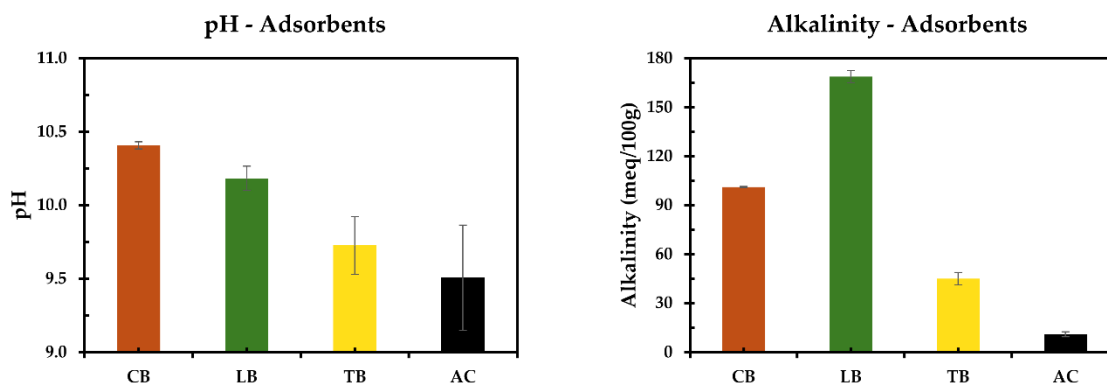 pH - Adsorbents
11.0
10.5
10.0
9.5
9.0
pH
CB LB TB AC
Alkalinity - Adsorbents
180
150
120
90
60
30
0
Alkalinity (meq/100g)
CB LB TB AC